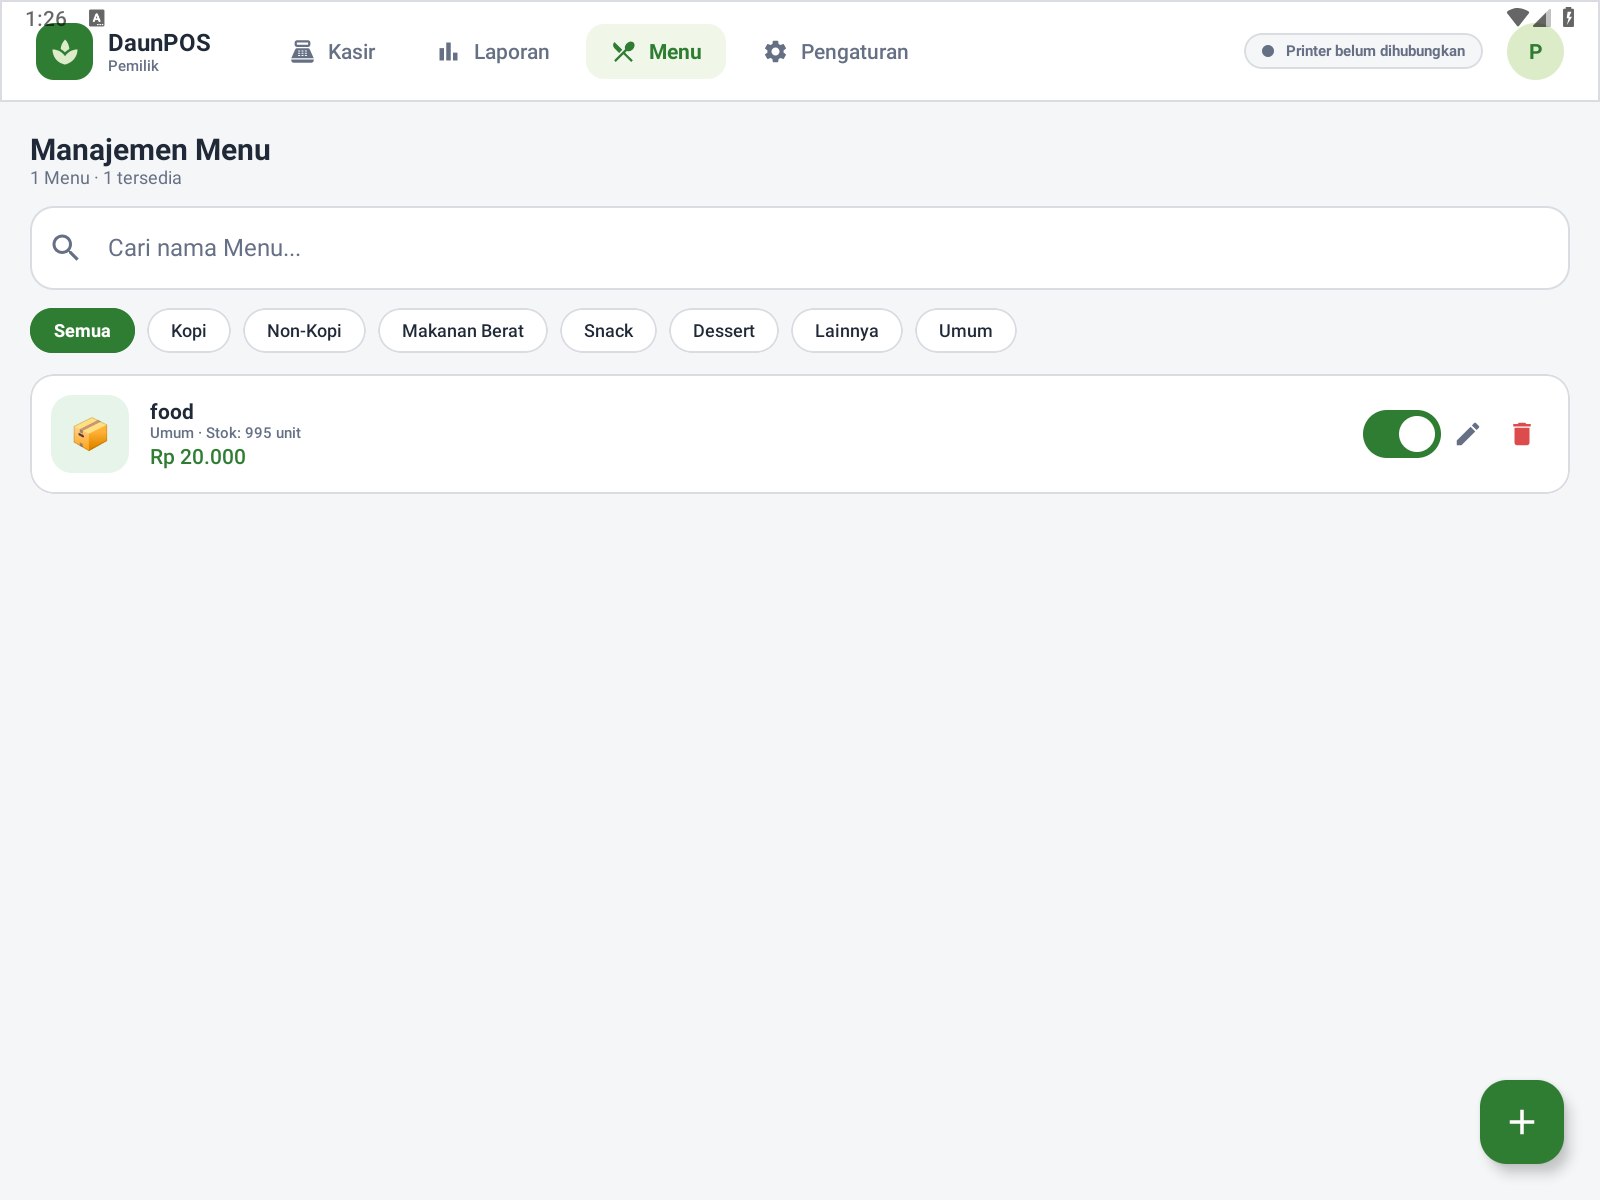 1:26
DaunPOS
Pemilik
Kasir
Laporan
Menu
Pengaturan
Printer belum dihubungkan
P
Manajemen Menu
1 Menu · 1 tersedia
Cari nama Menu...
Semua
Kopi
Non-Kopi
Makanan Berat
Snack
Dessert
Lainnya
Umum
food
Umum · Stok: 995 unit
Rp 20.000